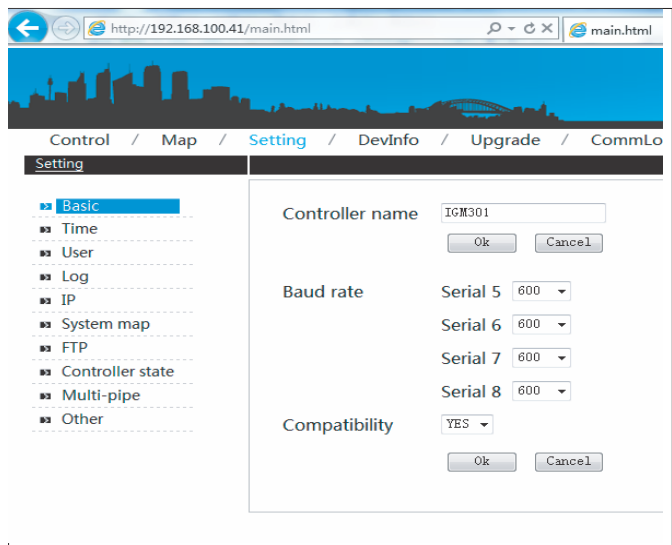 http://192.168.100.41/main.html
main.html
Control / Map / Setting / DevInfo / Upgrade / CommLo
Setting
Basic
Time
User
Log
IP
System map
FTP
Controller state
Multi-pipe
Other
Controller name IGM301
Ok Cancel
Baud rate Serial 5 600
Serial 6 600
Serial 7 600
Serial 8 600
Compatibility YES
Ok Cancel